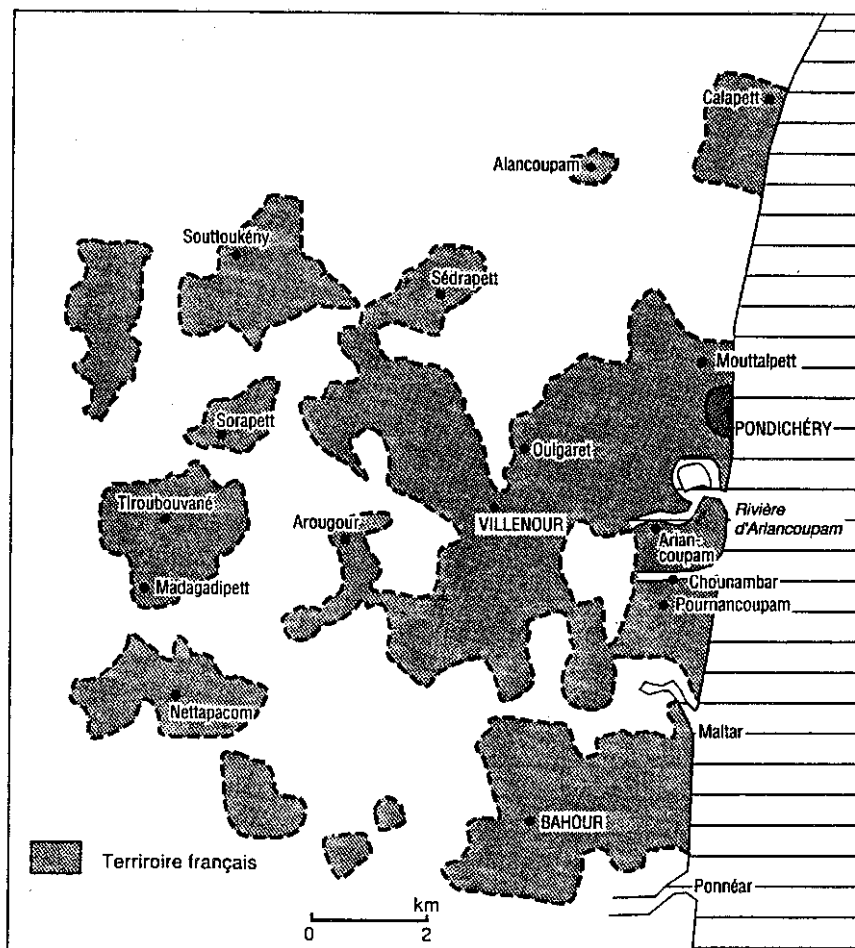 Calapett
Alancoupam
Soutloukény
Sédrapett
Mouttalpett
Sorapett
PONDICHÉRY
Oulgaret
Tiroubouvané
Arougour
VILLENOUR
Rivière
d'Ariancoupam
Arian-
coupam
Chounambar
Madagadipett
Pournancoupam
Nettapacom
Maltar
BAHOUR
Terriroire français
Ponnéar
km
0 2